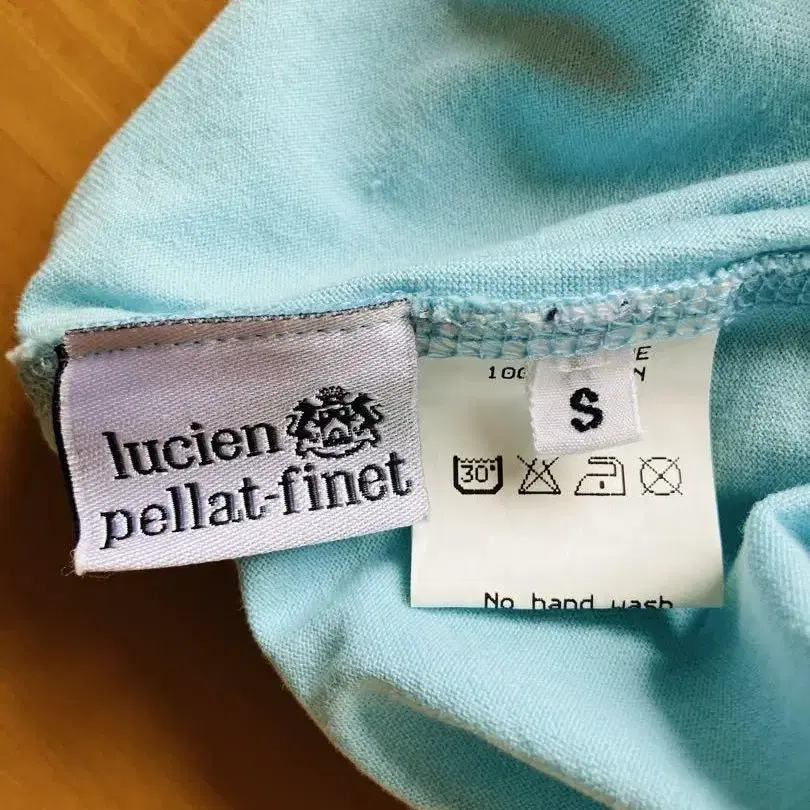 lucien
pellat-finet
S
30°
No hand wash